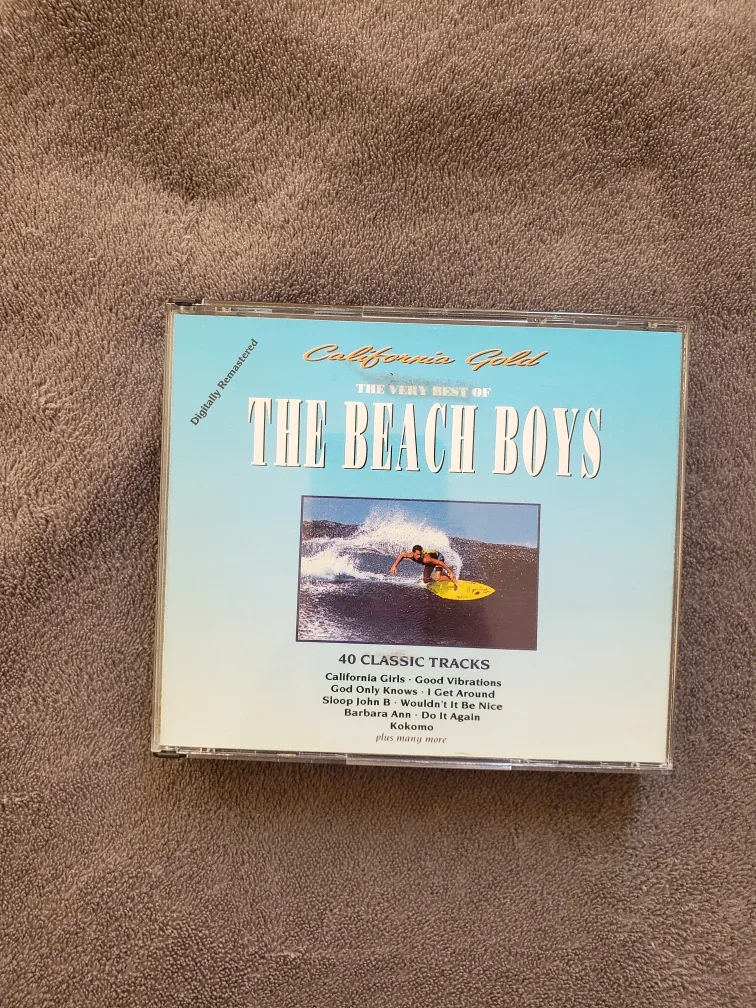 Digitally Remastered
California Gold
THE VERY BEST OF
THE BEACH BOYS
40 CLASSIC TRACKS
California Girls · Good Vibrations
God Only Knows · I Get Around
Sloop John B · Wouldn't It Be Nice
Barbara Ann · Do It Again
Kokomo
plus many more